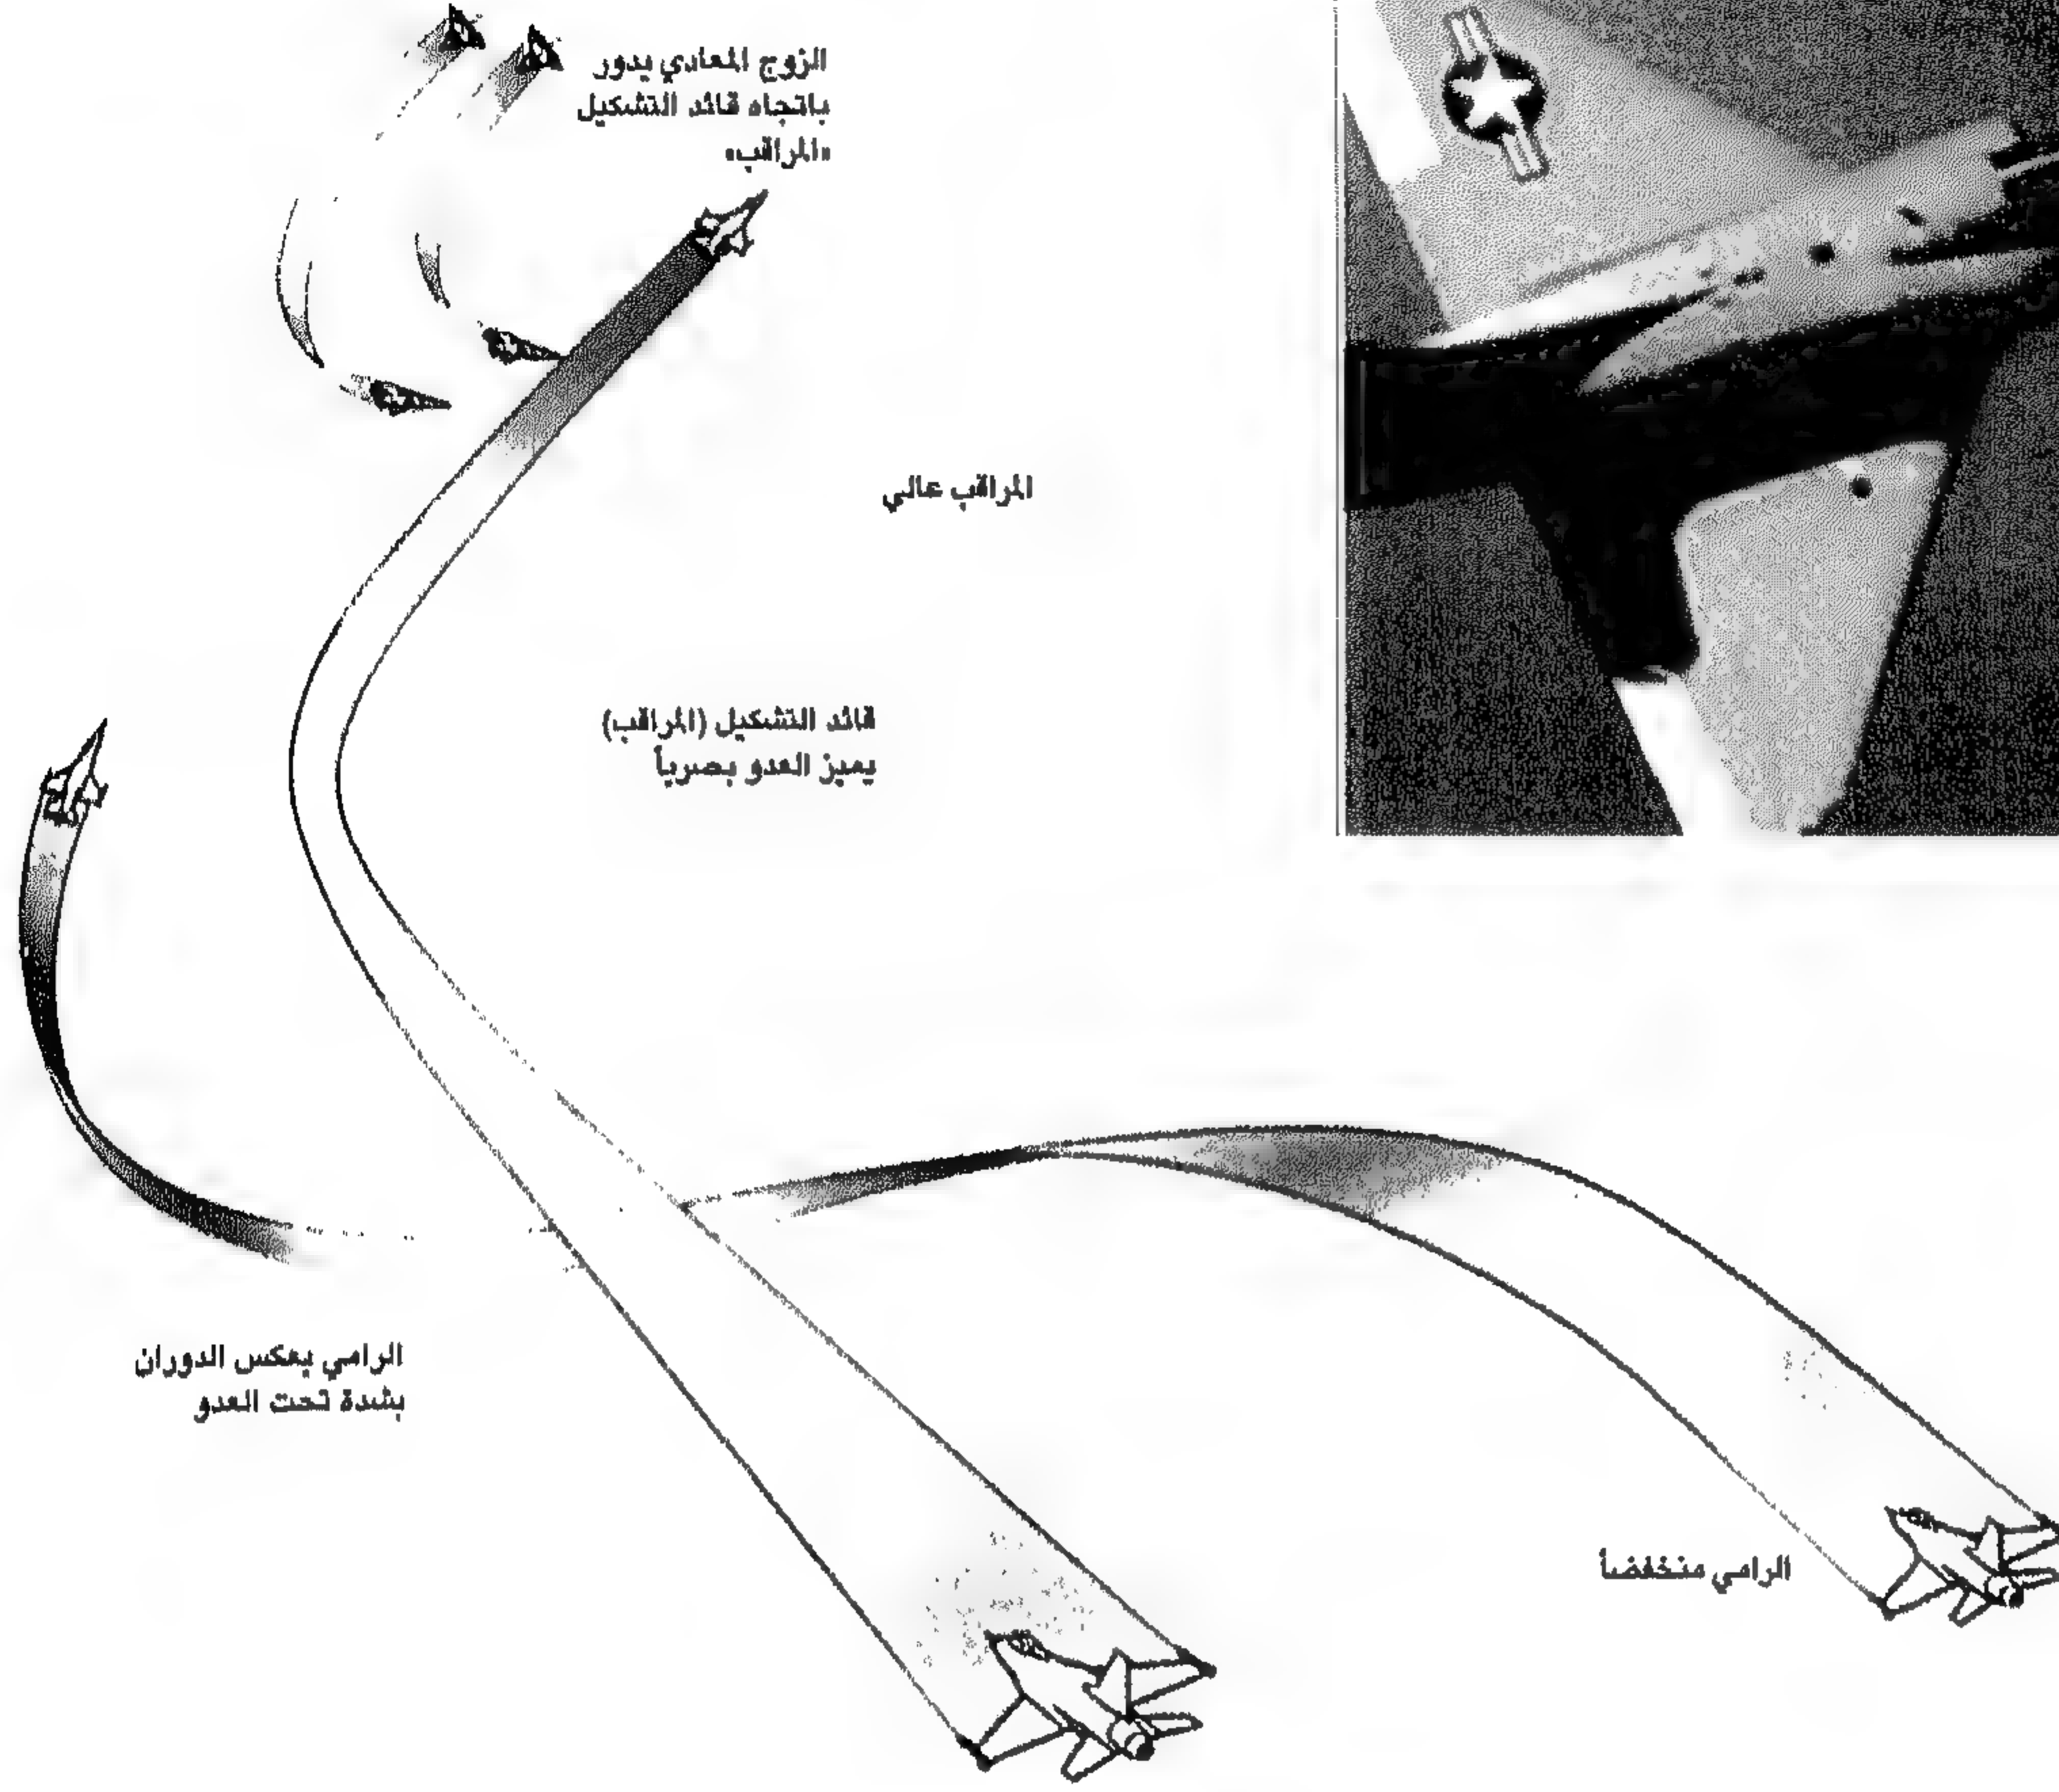 الزوج المعادي يدور
باتجاه قائد التشكيل
«المراقب»
المراقب عالي
قائد التشكيل (المراقب)
يميز العدو بصرياً
الرامي يعكس الدوران
بشدة تحت العدو
الرامي منخفضاً